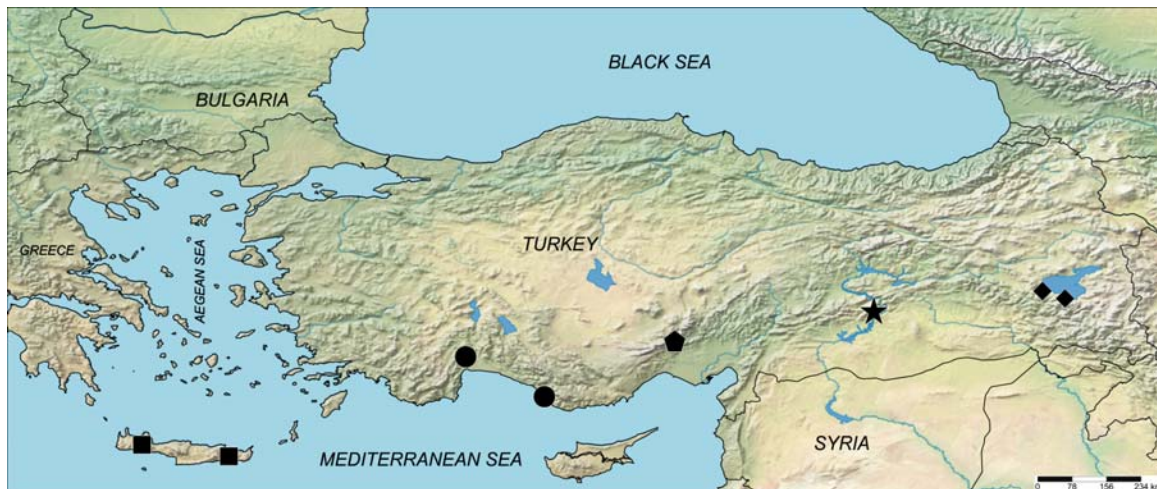 BLACK SEA
BULGARIA
GREECE
AEGEAN SEA
TURKEY
SYRIA
MEDITERRANEAN SEA
0 78 156 234 km